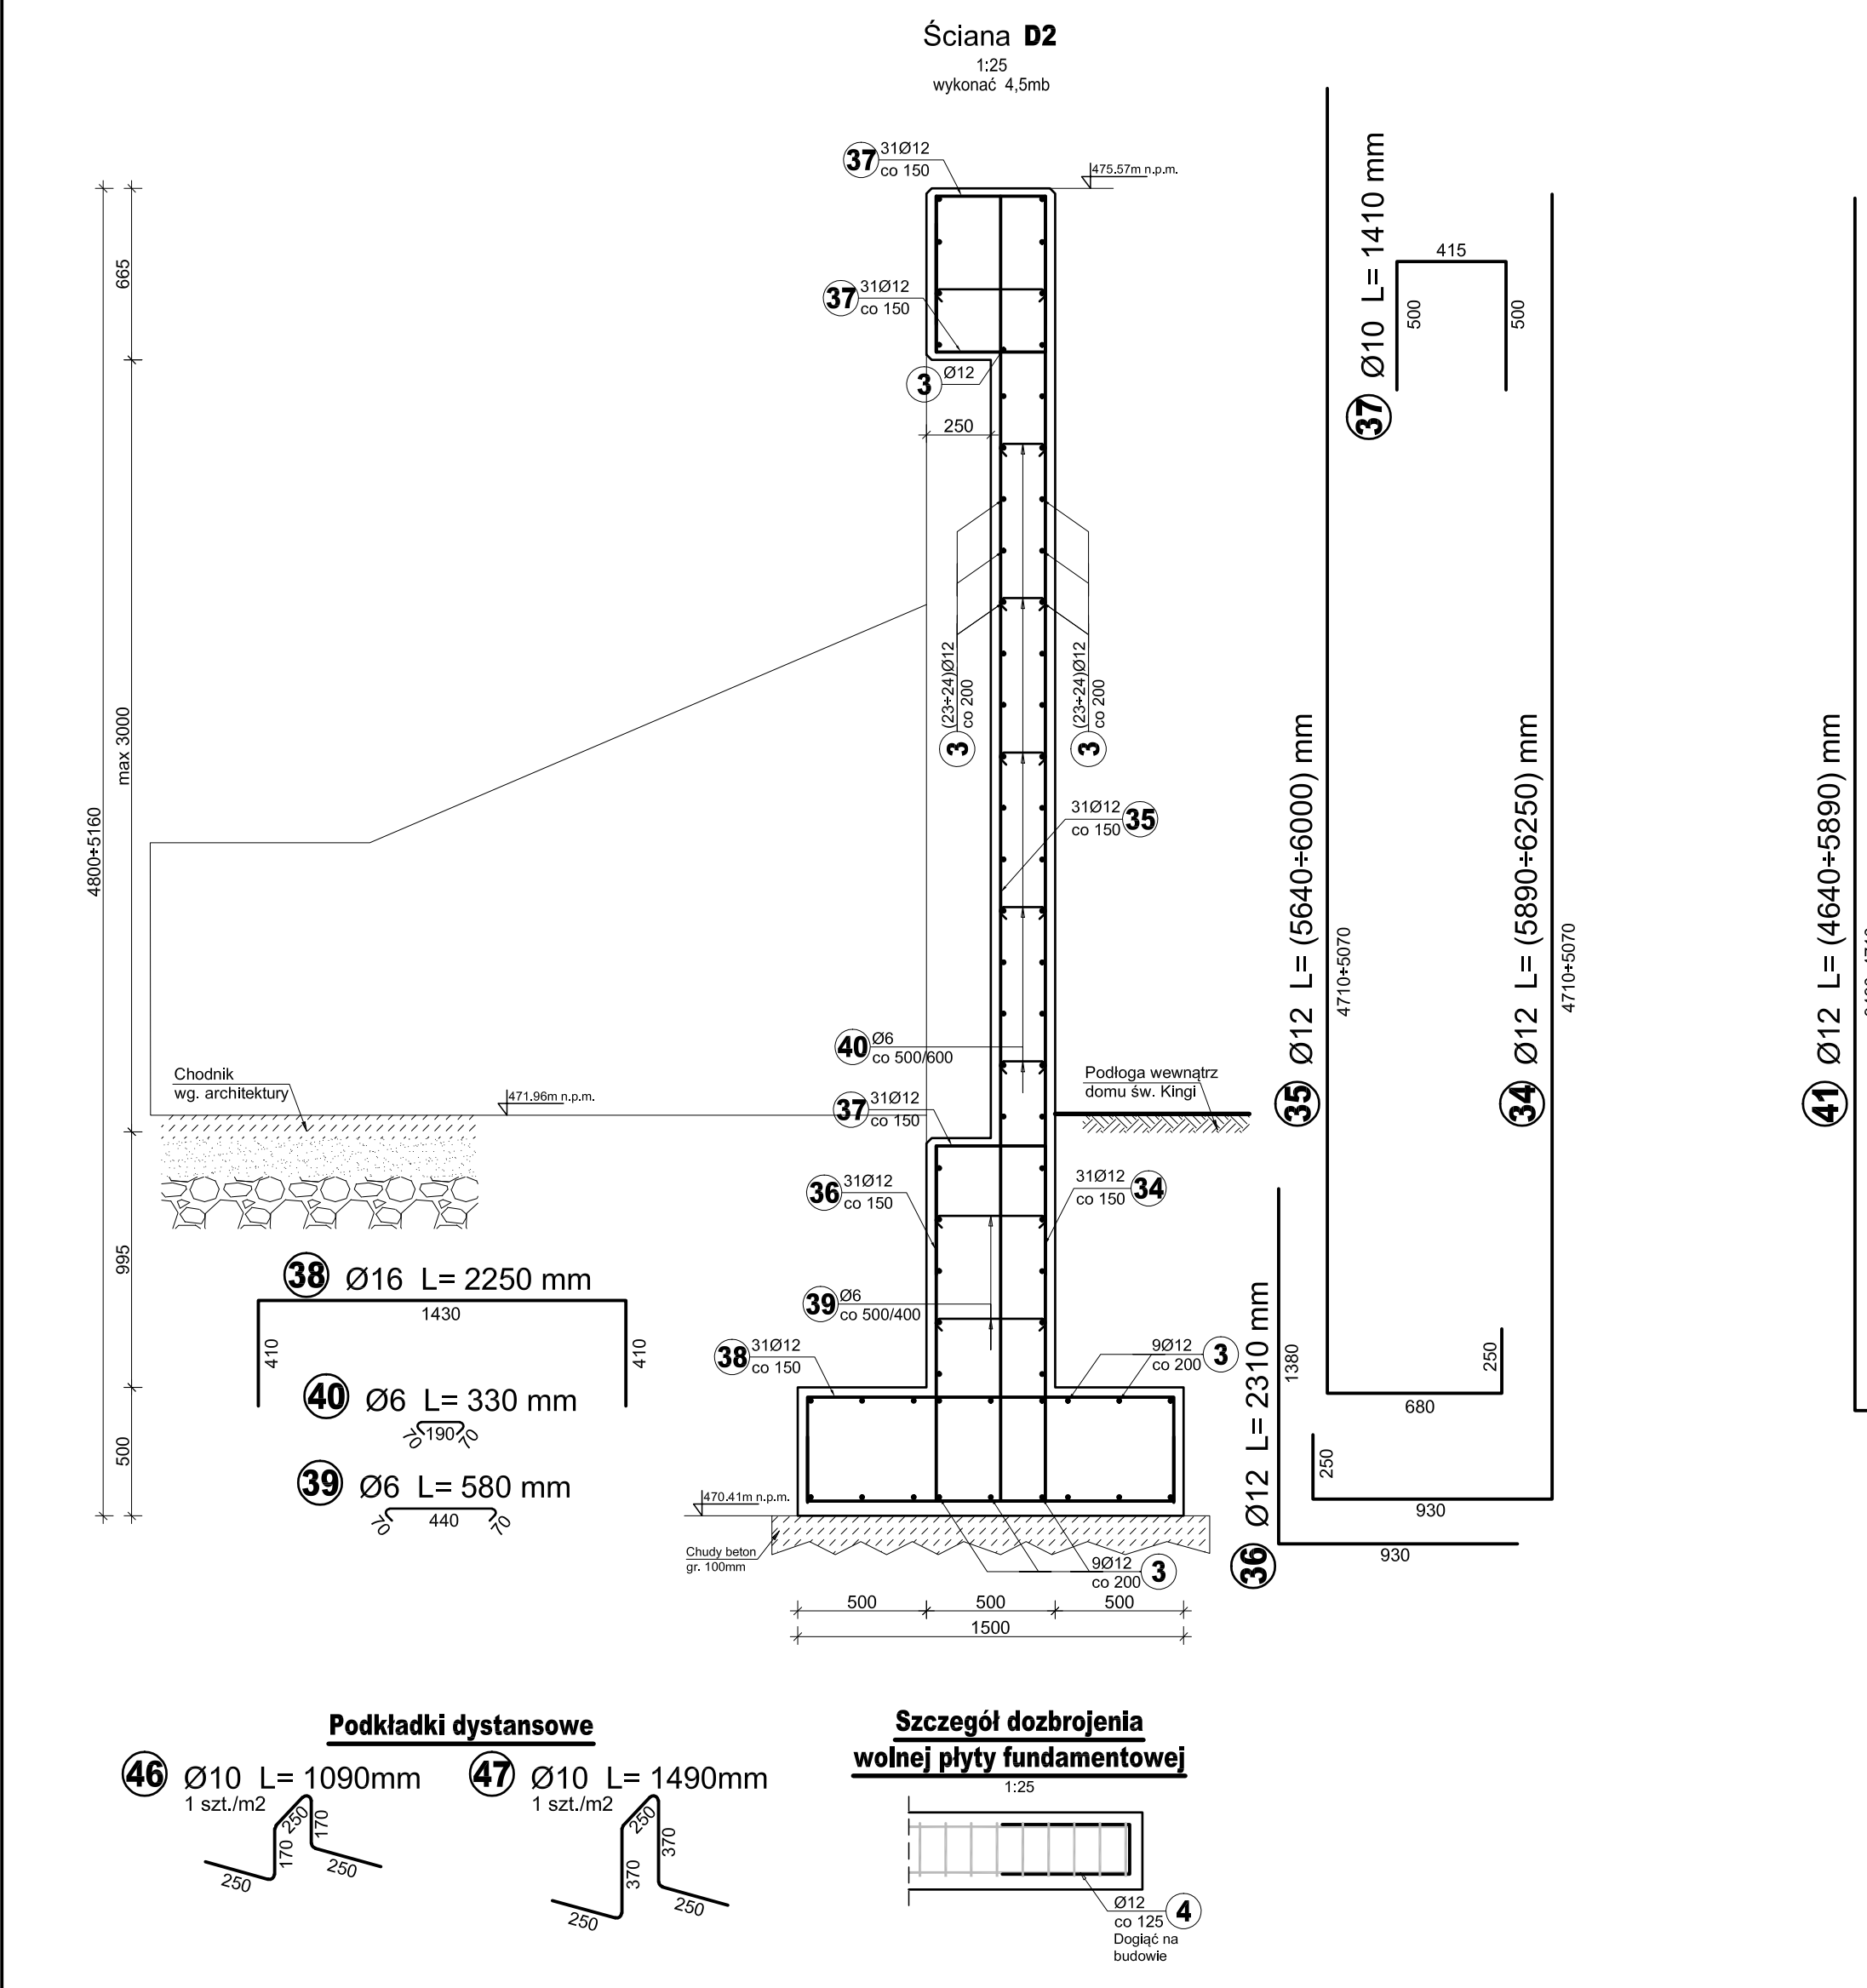 Ściana D2
1:25
wykonać 4,5mb
37 31Ø12
co 150
475.57m n.p.m.
37 31Ø12
co 150
3 Ø12
250
665
max 3000
4800÷5160
995
500
3 (23÷24)Ø12
co 200
3 (23÷24)Ø12
co 200
31Ø12
co 150 35
40 Ø6
co 500/600
Chodnik
wg. architektury
471.96m n.p.m.
Podłoga wewnątrz
domu św. Kingi
37 31Ø12
co 150
36 31Ø12
co 150
31Ø12
co 150 34
39 Ø6
co 500/400
38 31Ø12
co 150
9Ø12
co 200 3
470.41m n.p.m.
Chudy beton
gr. 100mm
9Ø12
co 200 3
500 500 500
1500
38 Ø16 L= 2250 mm
1430
410
410
40 Ø6 L= 330 mm
70 190 70
39 Ø6 L= 580 mm
70 440 70
37 Ø10 L= 1410 mm
415
500
500
35 Ø12 L= (5640÷6000) mm
4710÷5070
680
250
34 Ø12 L= (5890÷6250) mm
4710÷5070
930
250
36 Ø12 L= 2310 mm
1380
930
41 Ø12 L= (4640÷5890) mm
Podkładki dystansowe
46 Ø10 L= 1090mm
1 szt./m2
250 170 250 170 250
47 Ø10 L= 1490mm
1 szt./m2
250 370 250 370 250
Szczegół dozbrojenia
wolnej płyty fundamentowej
1:25
Ø12
co 125 4
Dogiąć na
budowie